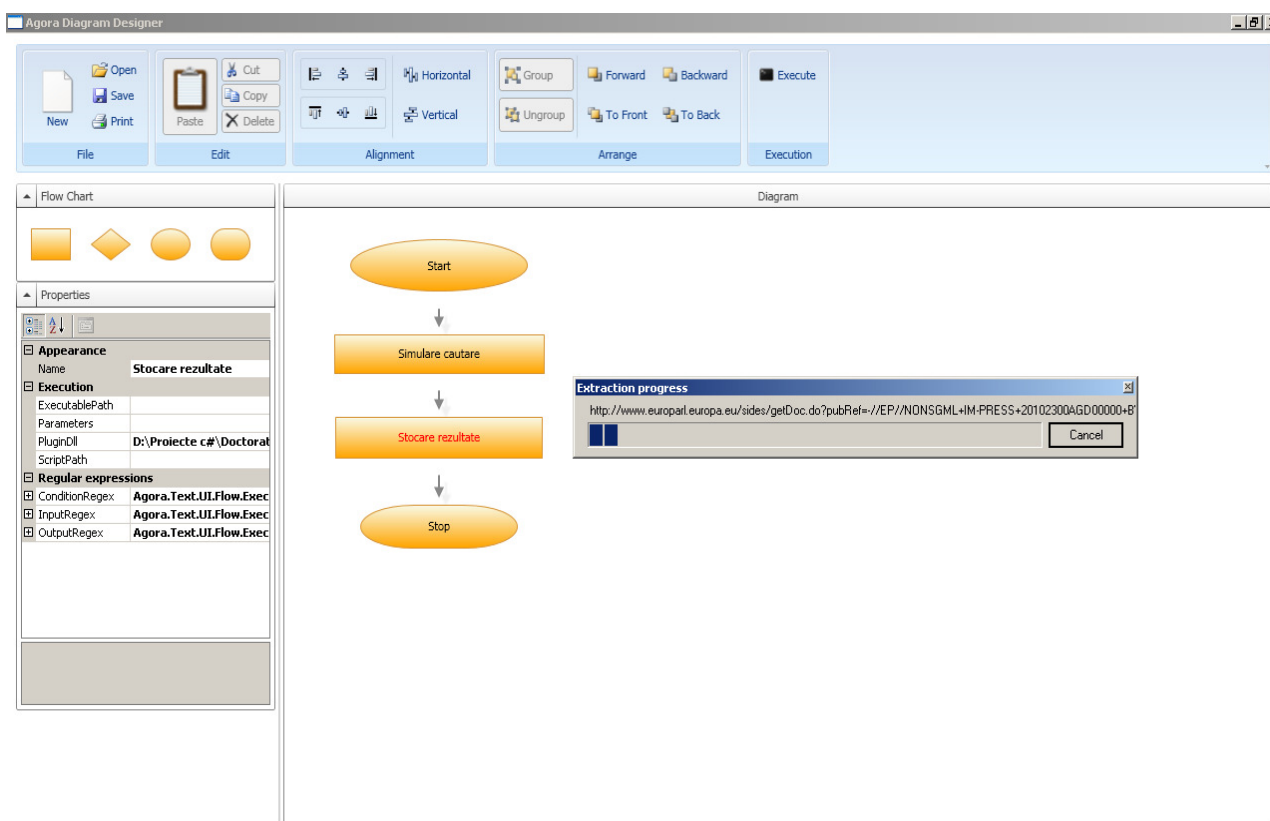 Agora Diagram Designer
New
Open
Save
Print
File
Paste
Cut
Copy
Delete
Edit
Horizontal
Vertical
Alignment
Group
Ungroup
Forward
Backward
To Front
To Back
Arrange
Execute
Execution
Flow Chart
Properties
Appearance
Name Stocare rezultate
Execution
ExecutablePath
Parameters
PluginDll D:\Proiecte c#\Doctorat
ScriptPath
Regular expressions
ConditionRegex Agora.Text.UI.Flow.Exec
InputRegex Agora.Text.UI.Flow.Exec
OutputRegex Agora.Text.UI.Flow.Exec
Diagram
Start
Simulare cautare
Stocare rezultate
Stop
Extraction progress
http://www.europarl.europa.eu/sides/getDoc.do?pubRef=-//EP//NONSGML+IM-PRESS+20102300AGD00000+B
Cancel